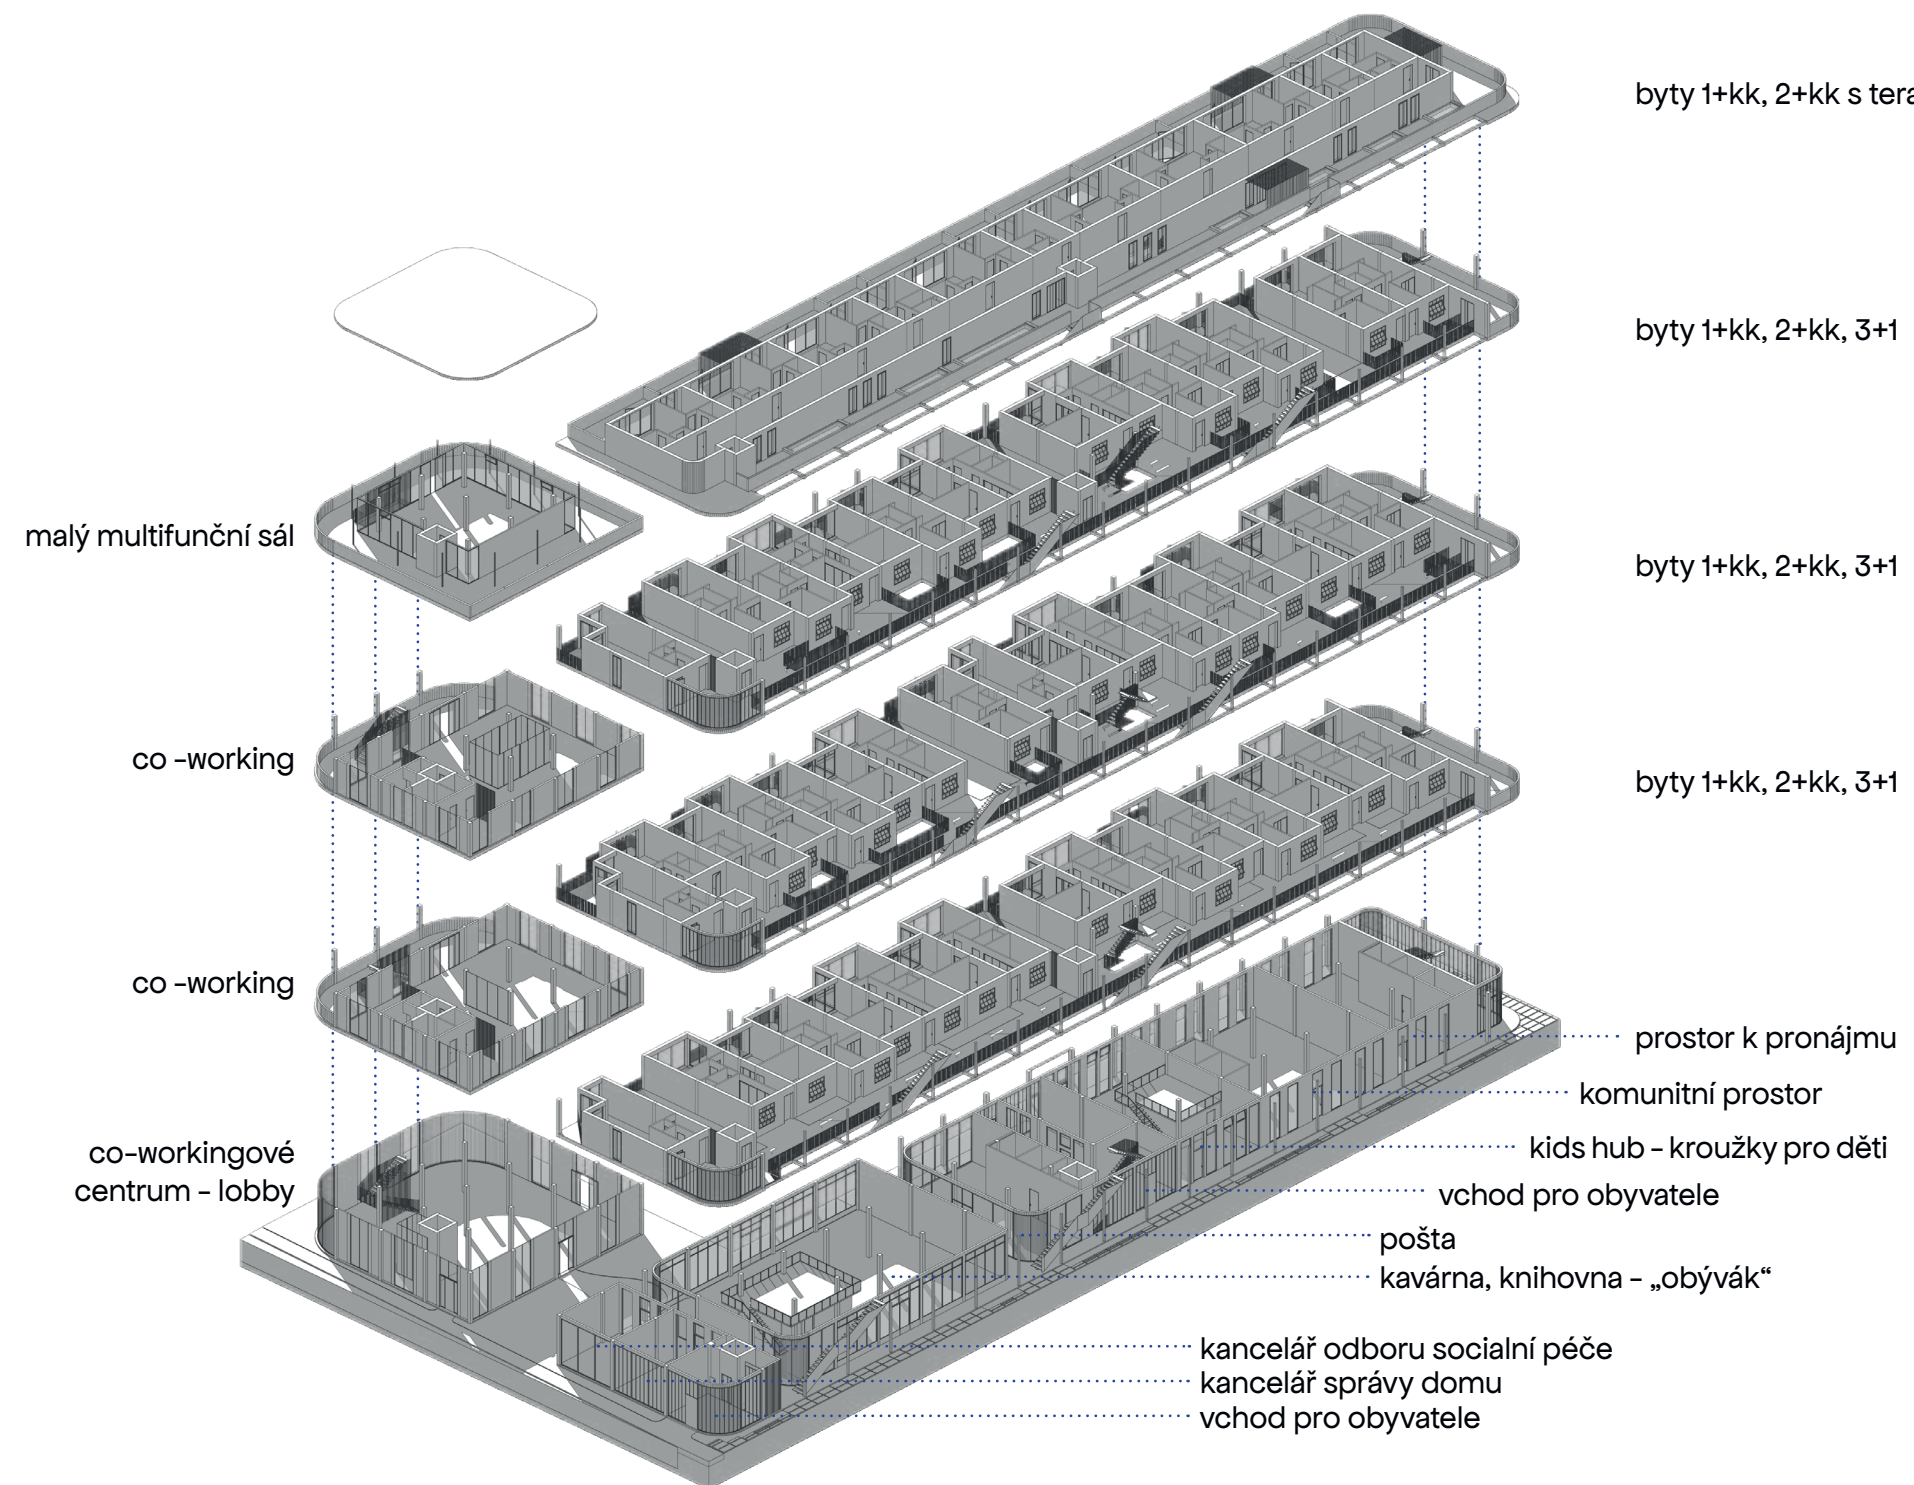 byty 1+kk, 2+kk s tera
byty 1+kk, 2+kk, 3+1
malý multifunční sál
byty 1+kk, 2+kk, 3+1
co -working
byty 1+kk, 2+kk, 3+1
co -working
prostor k pronájmu
komunitní prostor
kids hub - kroužky pro děti
co-workingové
centrum - lobby
vchod pro obyvatele
pošta
kavárna, knihovna - „obývák“
kancelář odboru socialní péče
kancelář správy domu
vchod pro obyvatele